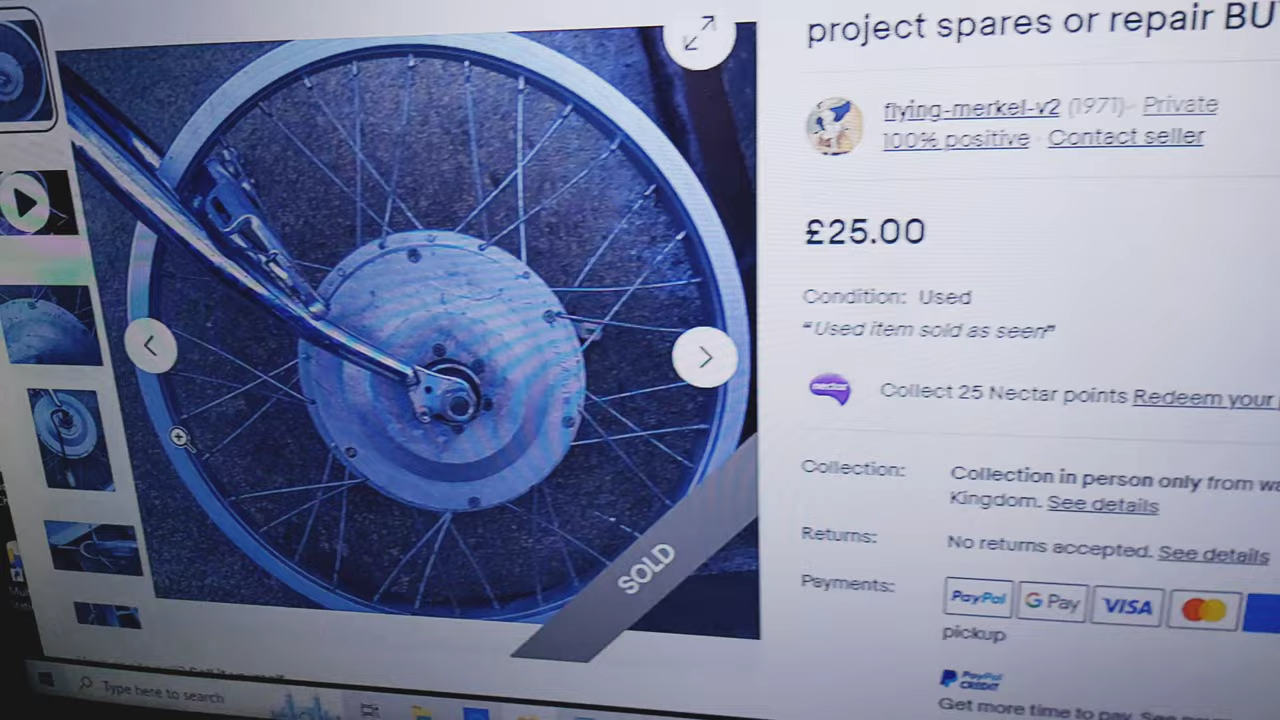 project spares or repair BU
flying-merkel-v2 (1971) · Private
100% positive · Contact seller
£25.00
Condition: Used
“Used item sold as seen”
nectar
Collect 25 Nectar points Redeem your
Collection: Collection in person only from wa
Kingdom. See details
Returns: No returns accepted. See details
Payments: PayPal G Pay VISA
pickup
PayPal
CREDIT
Get more time to pay. See
SOLD
Type here to search